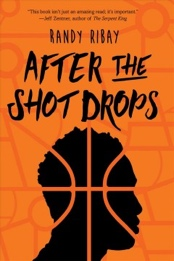 "This book isn't just an amazing read; it's important."
—Jeff Zentner, author of The Serpent King
RANDY RIBAY
AFTER THE
SHOT DROPS